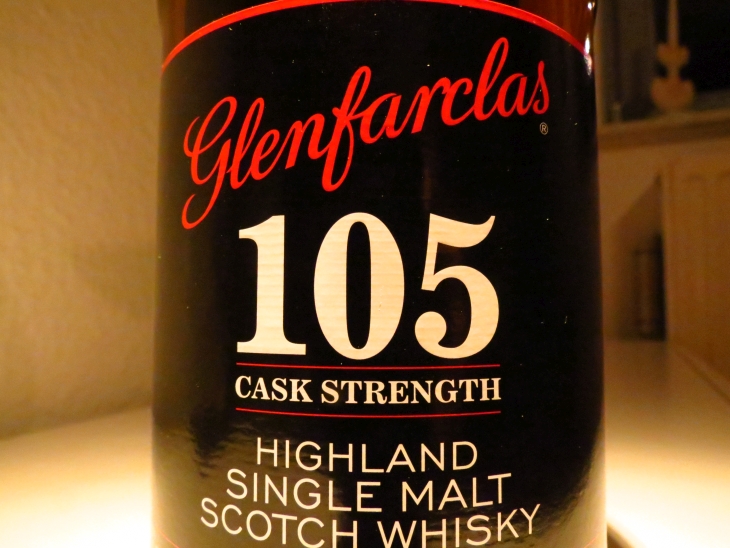 Glenfarclas®
105
CASK STRENGTH
HIGHLAND
SINGLE MALT
SCOTCH WHISKY